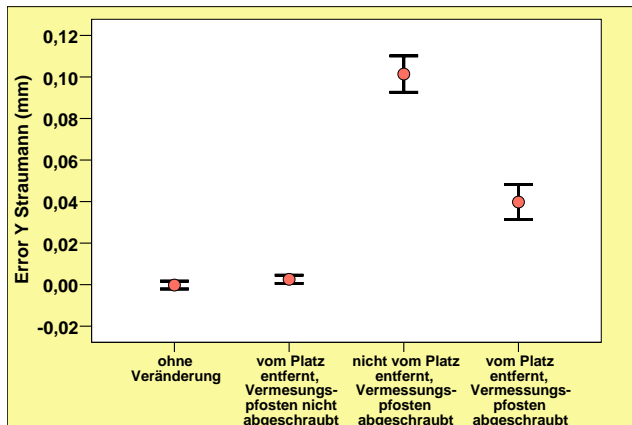 Error Y Straumann (mm)
0,12
0,10
0,08
0,06
0,04
0,02
0,00
-0,02
ohne
Veränderung
vom Platz
entfernt,
Vermesungs-
pfosten nicht
abgeschraubt
nicht vom Platz
entfernt,
Vermessungs-
pfosten
abgeschraubt
vom Platz
entfernt,
Vermessungs-
pfosten
abgeschraubt